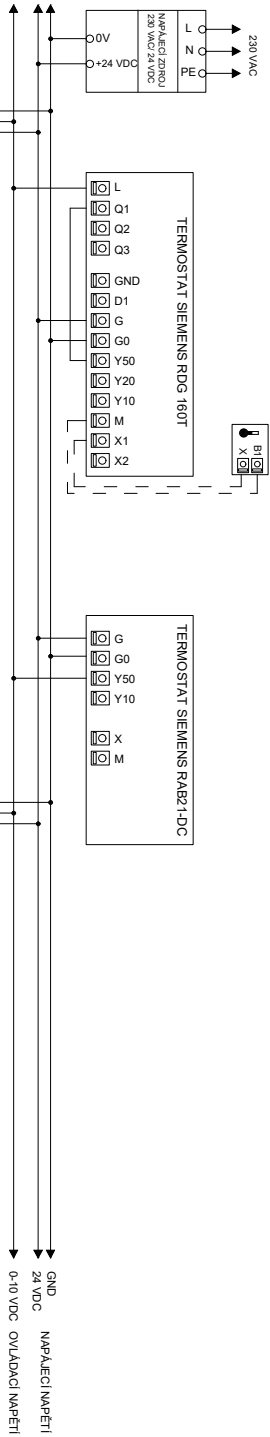 230 VAC
L
N
PE
NAPÁJECÍ ZDROJ
230 VAC/ 24 VDC
0V
+24 VDC
TERMOSTAT SIEMENS RDG 160T
L
Q1
Q2
Q3
GND
D1
G
G0
Y50
Y20
Y10
M
X1
X2
B1
X
TERMOSTAT SIEMENS RAB21-DC
G
G0
Y50
Y10
X
M
GND
24 VDC
NAPÁJECÍ NAPĚTÍ
0-10 VDC OVLÁDACÍ NAPĚTÍ